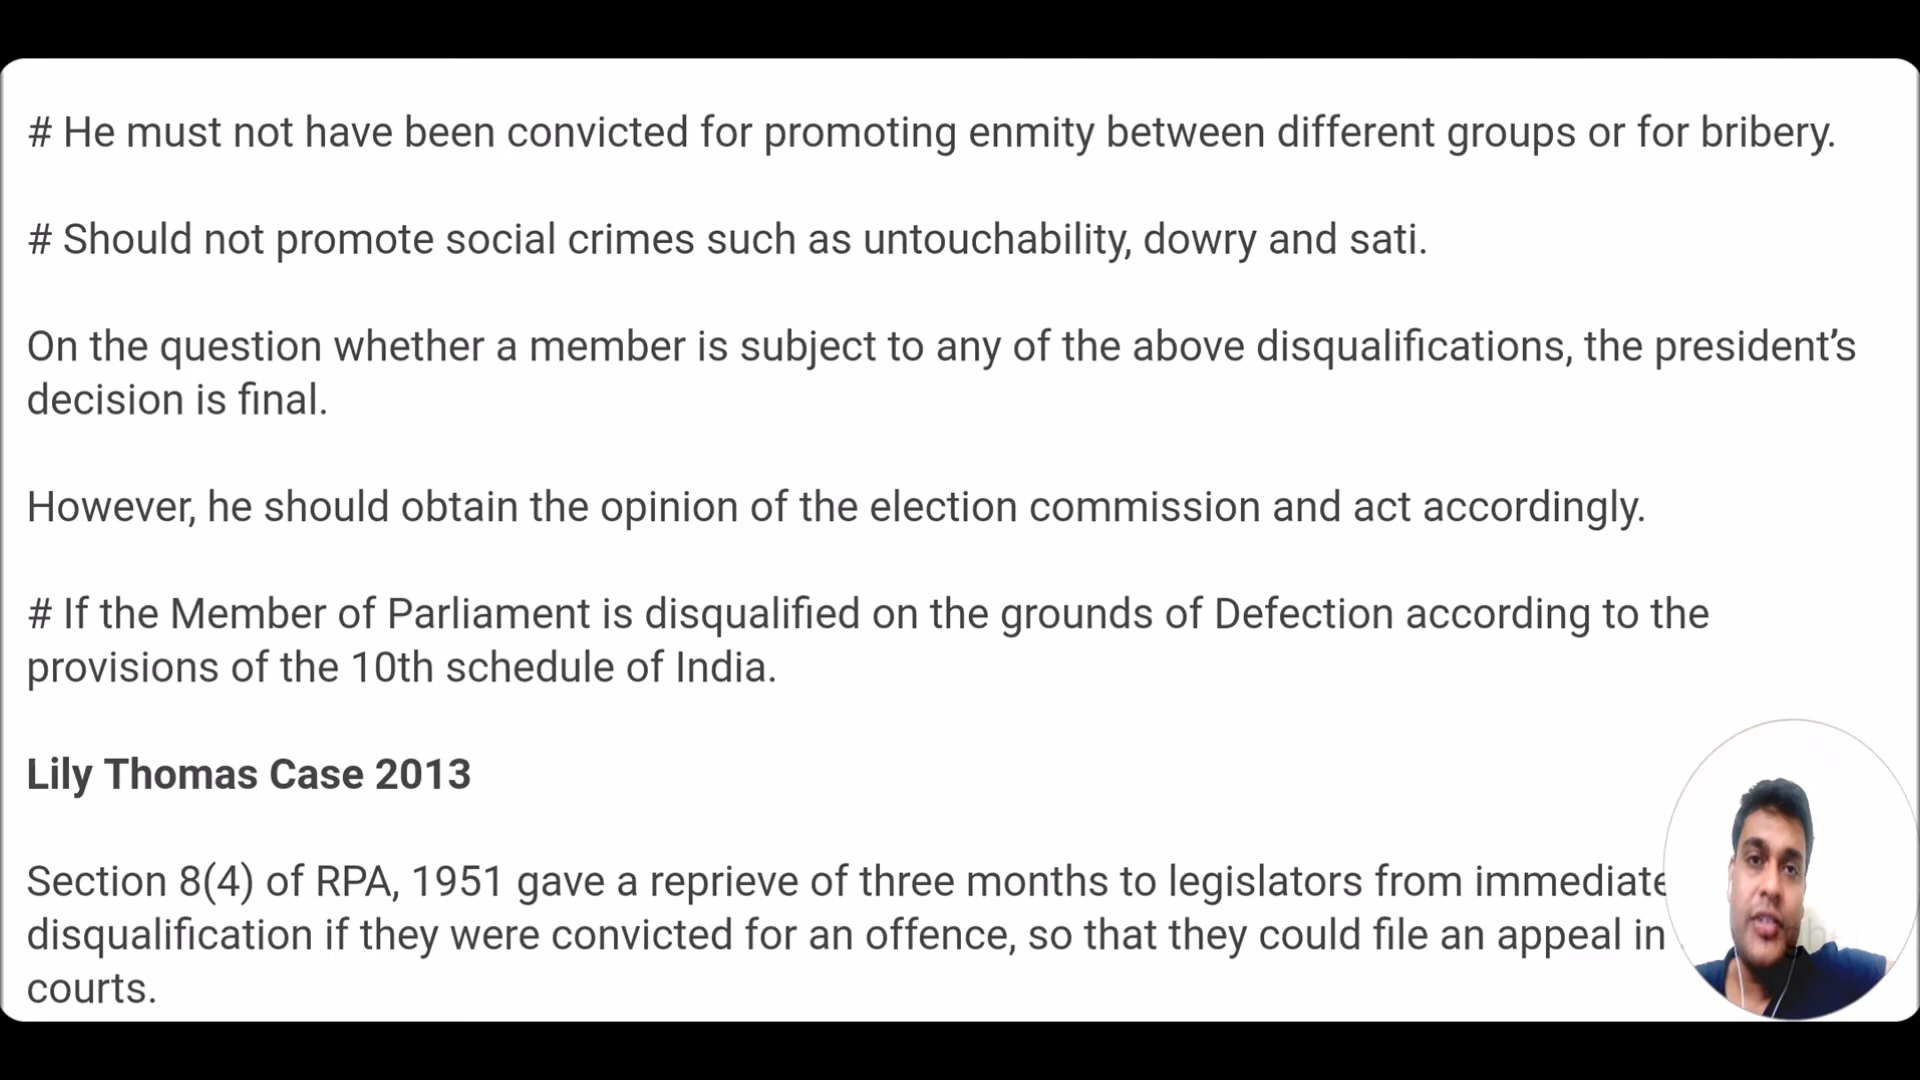 # He must not have been convicted for promoting enmity between different groups or for bribery.
# Should not promote social crimes such as untouchability, dowry and sati.
On the question whether a member is subject to any of the above disqualifications, the president’s
decision is final.
However, he should obtain the opinion of the election commission and act accordingly.
# If the Member of Parliament is disqualified on the grounds of Defection according to the
provisions of the 10th schedule of India.
Lily Thomas Case 2013
Section 8(4) of RPA, 1951 gave a reprieve of three months to legislators from immediate
disqualification if they were convicted for an offence, so that they could file an appeal in
courts.